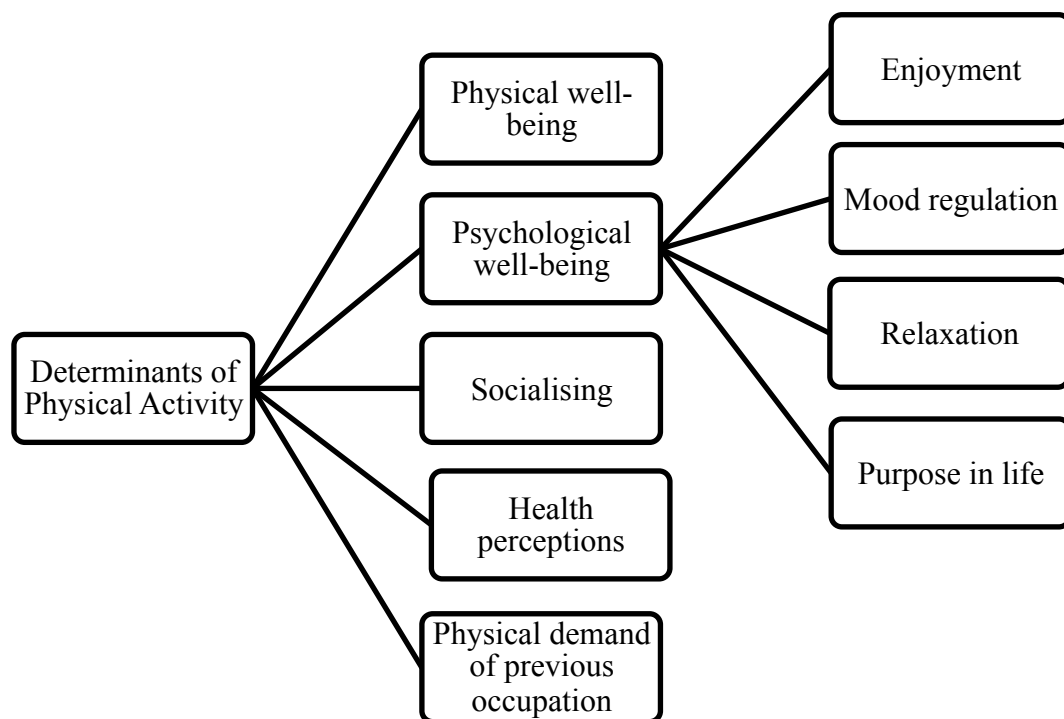 Determinants of
Physical Activity
Physical well-
being
Psychological
well-being
Socialising
Health
perceptions
Physical demand
of previous
occupation
Enjoyment
Mood regulation
Relaxation
Purpose in life